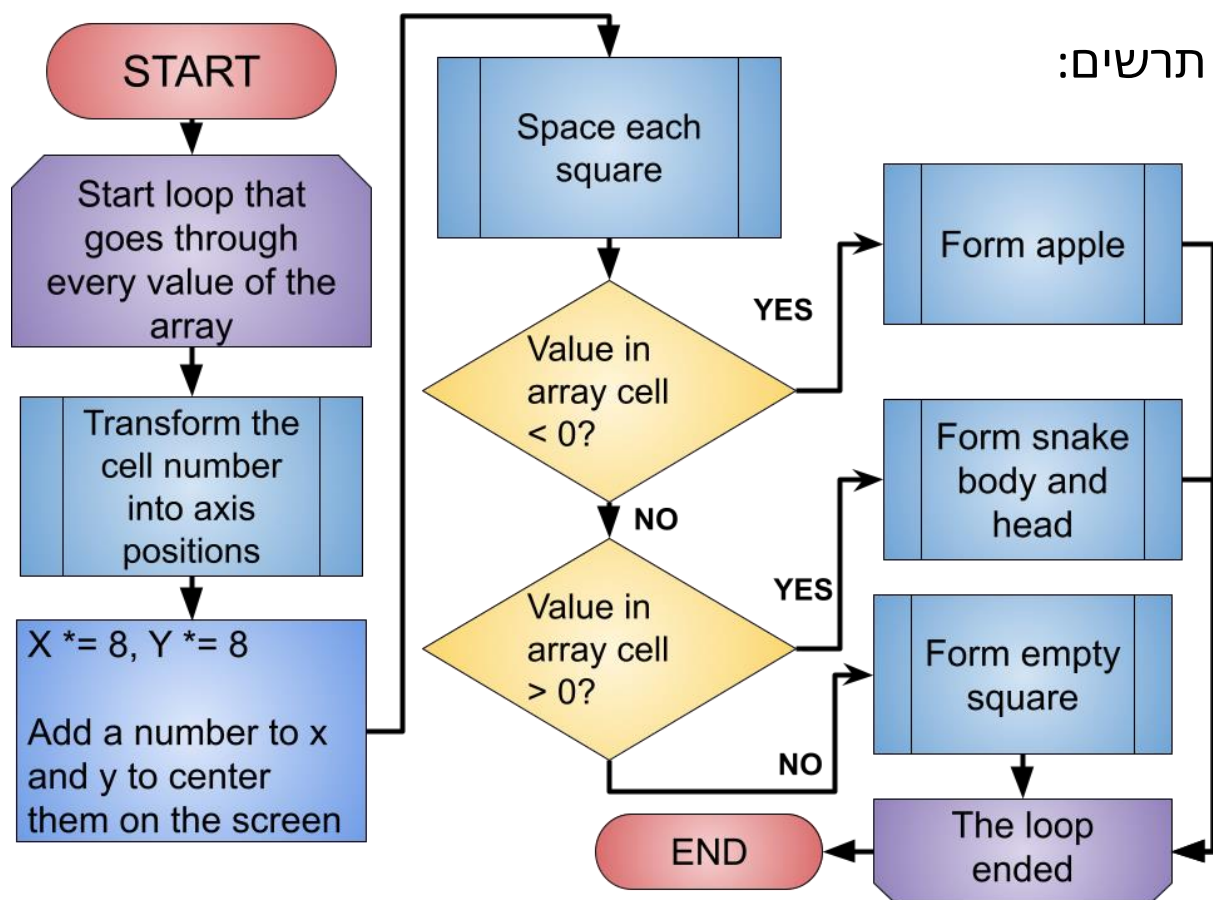 תרשים:
START
Start loop that
goes through
every value of the
array
Transform the
cell number
into axis
positions
X *= 8, Y *= 8
Add a number to x
and y to center
them on the screen
Space each
square
Value in
array cell
< 0?
YES
Form apple
NO
Value in
array cell
> 0?
YES
Form snake
body and
head
NO
Form empty
square
The loop
ended
END